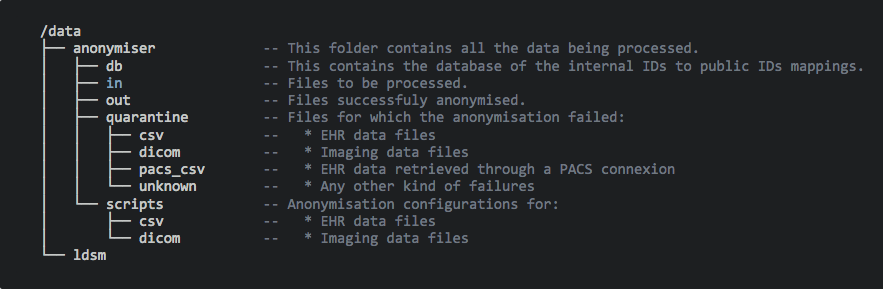 /data
├── anonymiser -- This folder contains all the data being processed.
│   ├── db -- This contains the database of the internal IDs to public IDs mappings.
│   ├── in -- Files to be processed.
│   ├── out -- Files successfuly anonymised.
│   ├── quarantine -- Files for which the anonymisation failed:
│   │   ├── csv -- * EHR data files
│   │   ├── dicom -- * Imaging data files
│   │   ├── pacs_csv -- * EHR data retrieved through a PACS connexion
│   │   └── unknown -- * Any other kind of failures
│   └── scripts -- Anonymisation configurations for:
│       ├── csv -- * EHR data files
│       └── dicom -- * Imaging data files
└── ldsm